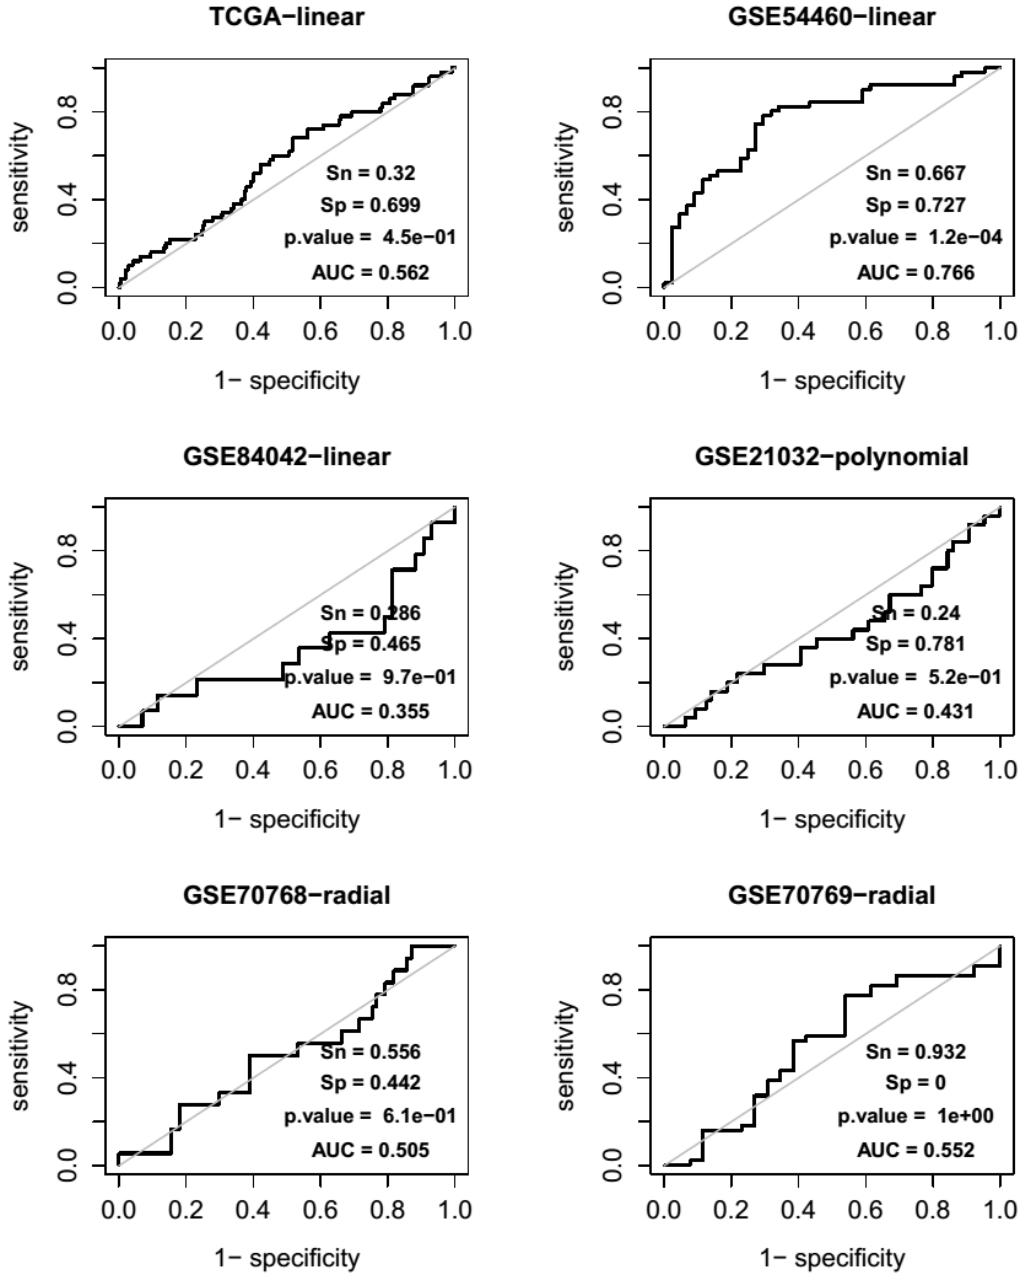 TCGA−linear
sensitivity
0.0 0.4 0.8
Sn = 0.32
Sp = 0.699
p.value = 4.5e−01
AUC = 0.562
0.0 0.2 0.4 0.6 0.8 1.0
1− specificity
GSE54460−linear
sensitivity
0.0 0.4 0.8
Sn = 0.667
Sp = 0.727
p.value = 1.2e−04
AUC = 0.766
0.0 0.2 0.4 0.6 0.8 1.0
1− specificity
GSE84042−linear
sensitivity
0.0 0.4 0.8
Sn = 0.286
Sp = 0.465
p.value = 9.7e−01
AUC = 0.355
0.0 0.2 0.4 0.6 0.8 1.0
1− specificity
GSE21032−polynomial
sensitivity
0.0 0.4 0.8
Sn = 0.24
Sp = 0.781
p.value = 5.2e−01
AUC = 0.431
0.0 0.2 0.4 0.6 0.8 1.0
1− specificity
GSE70768−radial
sensitivity
0.0 0.4 0.8
Sn = 0.556
Sp = 0.442
p.value = 6.1e−01
AUC = 0.505
0.0 0.2 0.4 0.6 0.8 1.0
1− specificity
GSE70769−radial
sensitivity
0.0 0.4 0.8
Sn = 0.932
Sp = 0
p.value = 1e+00
AUC = 0.552
0.0 0.2 0.4 0.6 0.8 1.0
1− specificity